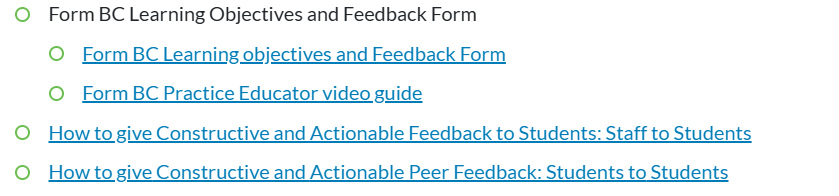 Form BC Learning Objectives and Feedback Form
Form BC Learning objectives and Feedback Form
Form BC Practice Educator video guide
How to give Constructive and Actionable Feedback to Students: Staff to Students
How to give Constructive and Actionable Peer Feedback: Students to Students